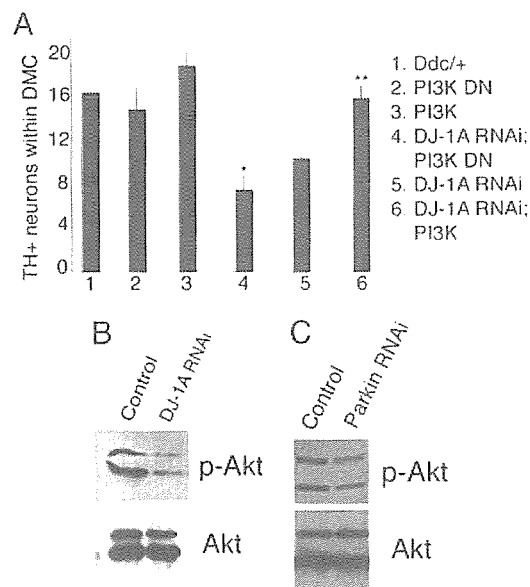 A
TH+ neurons within DMC
20
16
12
8
4
0
*
**
1 2 3 4 5 6
1. Ddc/+
2. PI3K DN
3. PI3K
4. DJ-1A RNAi;
PI3K DN
5. DJ-1A RNAi
6. DJ-1A RNAi;
PI3K
B
Control
DJ-1A RNAi
p-Akt
Akt
C
Control
Parkin RNAi
p-Akt
Akt